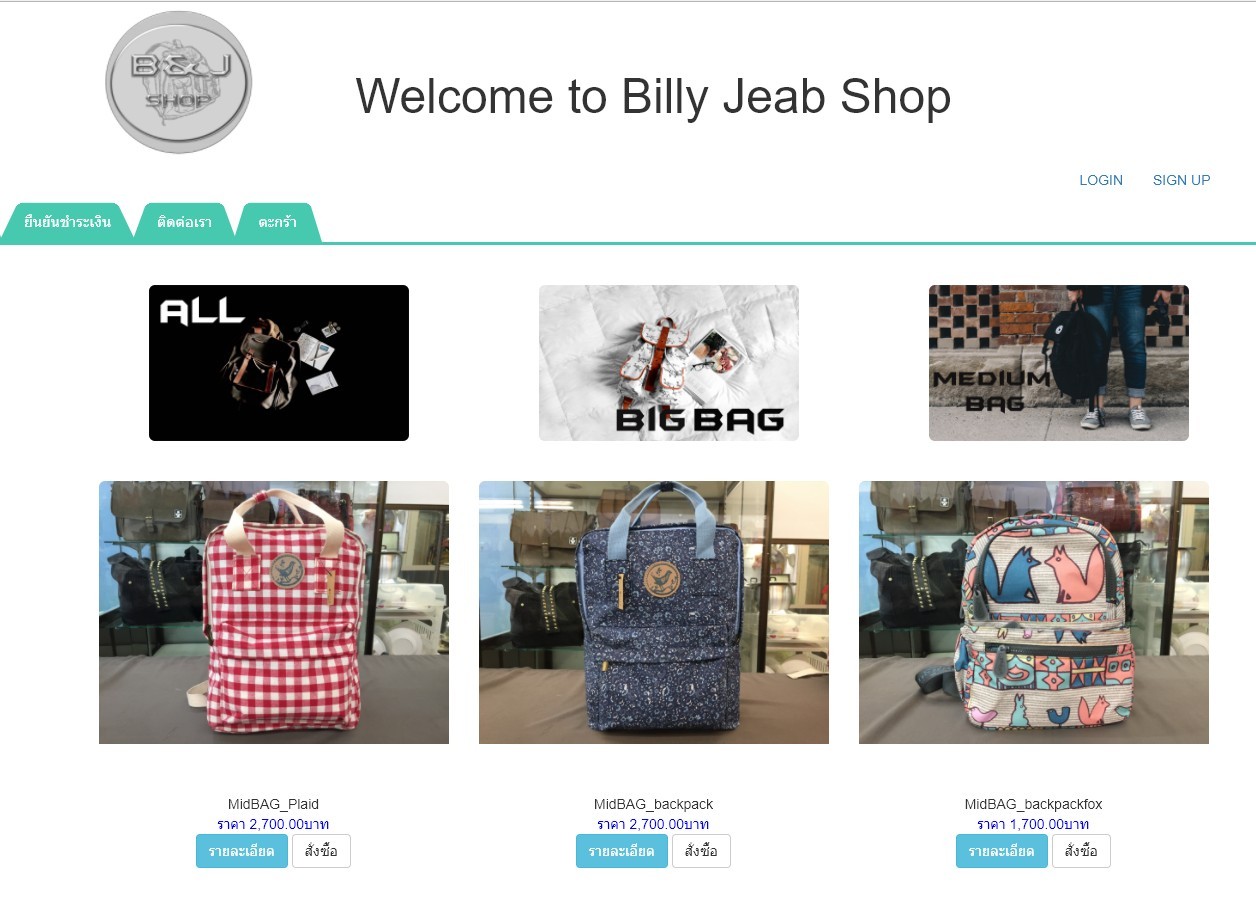 B&J
SHOP
Welcome to Billy Jeab Shop
LOGIN SIGN UP
ยืนยันชำระเงิน ติดต่อเรา ตะกร้า
ALL
BIG BAG
MEDIUM
BAG
MidBAG_Plaid
ราคา 2,700.00บาท
รายละเอียด สั่งซื้อ
MidBAG_backpack
ราคา 2,700.00บาท
รายละเอียด สั่งซื้อ
MidBAG_backpackfox
ราคา 1,700.00บาท
รายละเอียด สั่งซื้อ